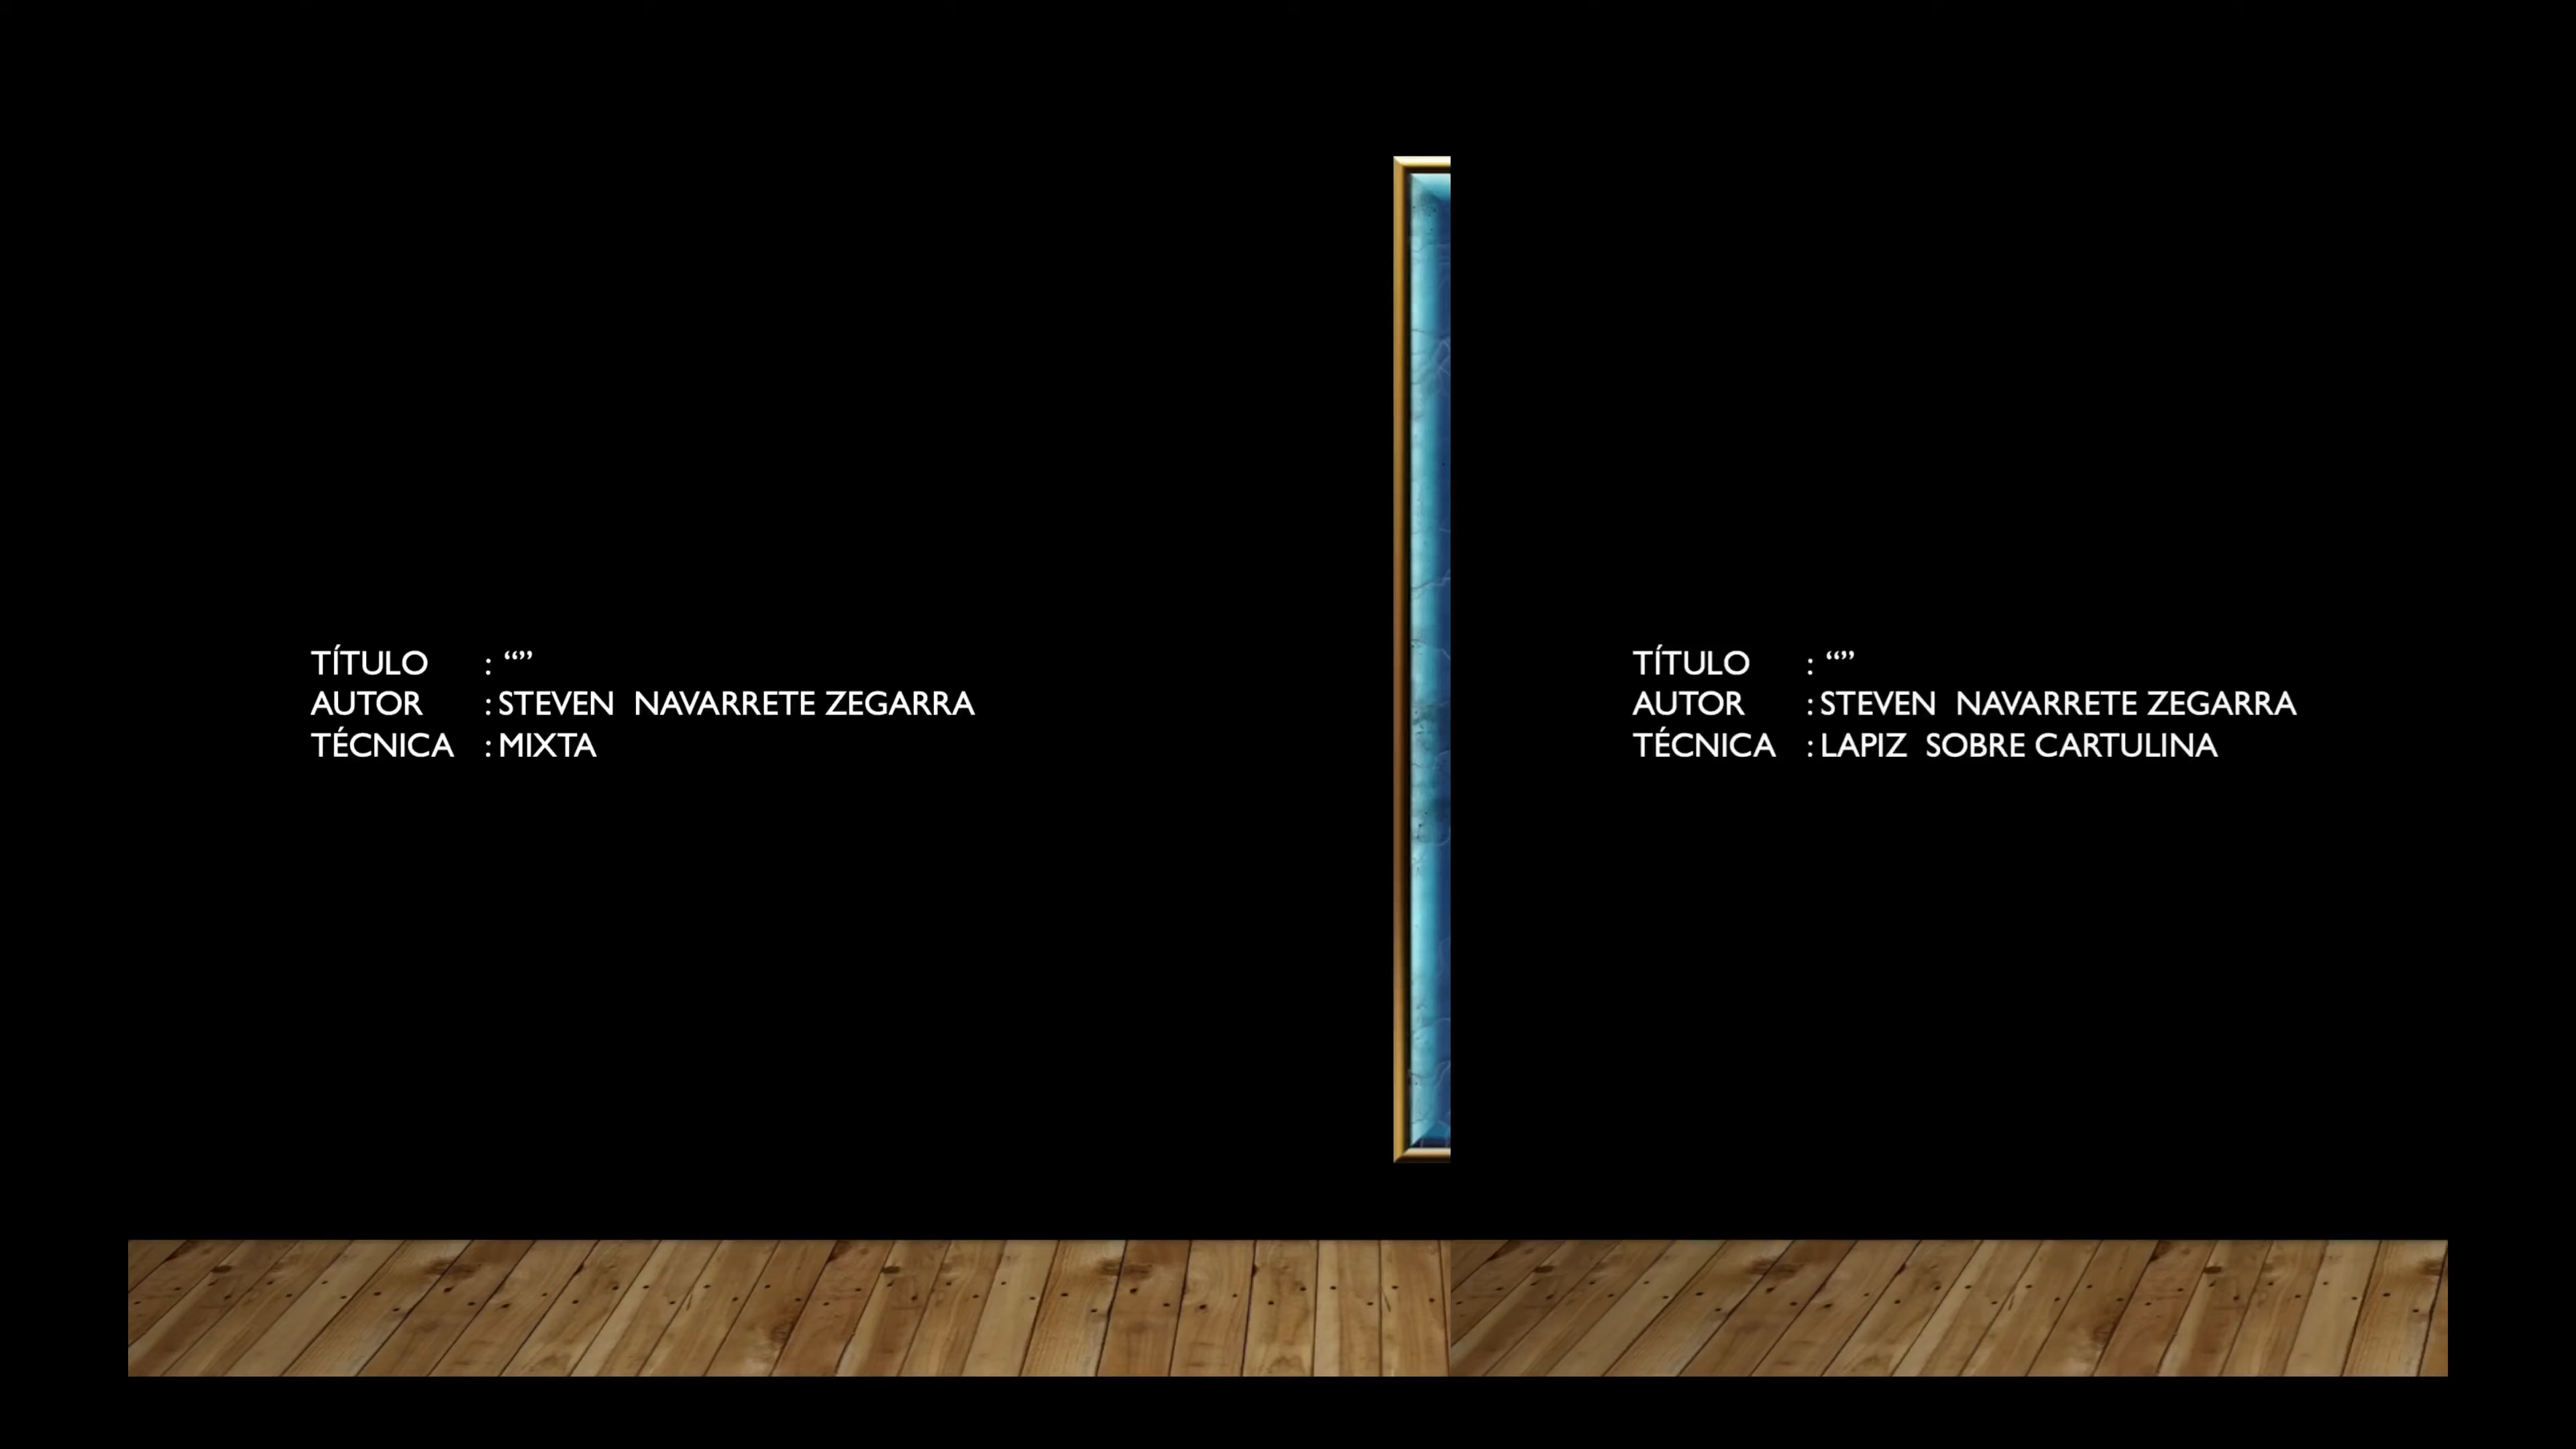 TÍTULO : “”
AUTOR : STEVEN NAVARRETE ZEGARRA
TÉCNICA : MIXTA
TÍTULO : “”
AUTOR : STEVEN NAVARRETE ZEGARRA
TÉCNICA : LAPIZ SOBRE CARTULINA